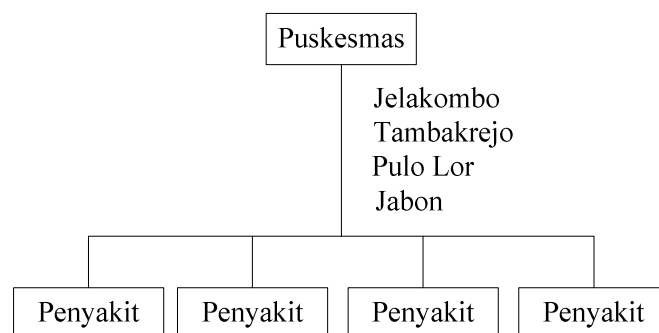 Puskesmas
Jelakombo
Tambakrejo
Pulo Lor
Jabon
Penyakit Penyakit Penyakit Penyakit